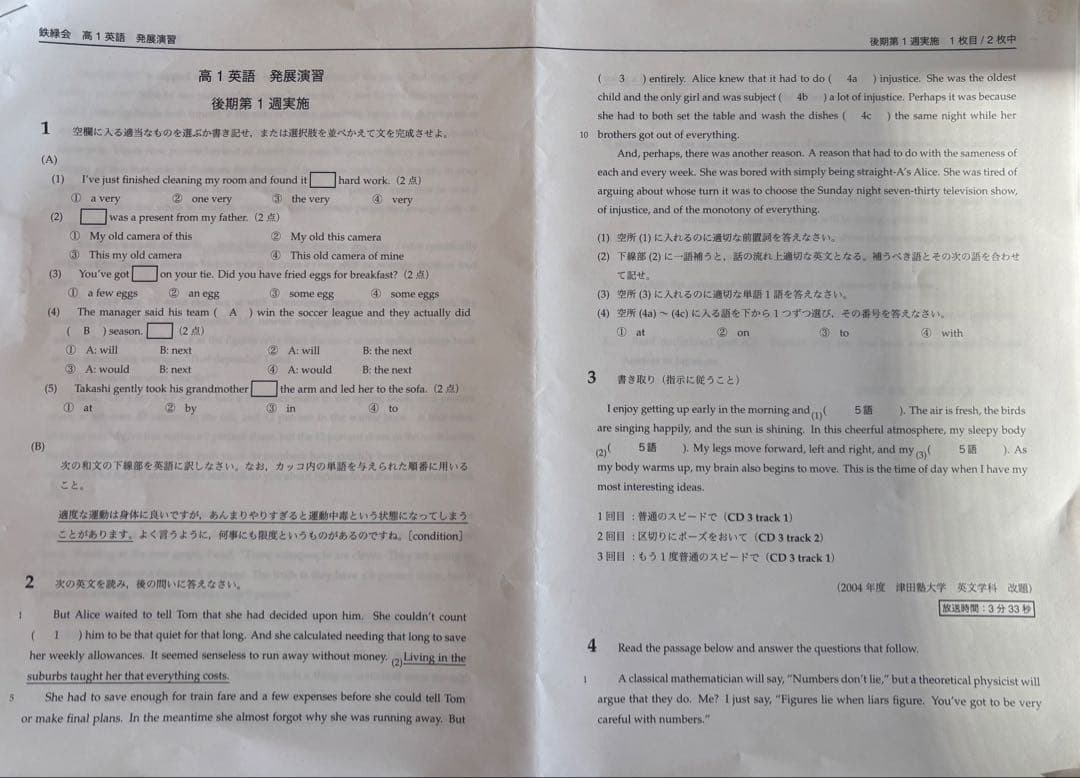 鉄緑会 高1英語 発展演習
後期第1週実施 1枚目/2枚中
高1英語 発展演習
後期第1週実施
1 空欄に入る適当なものを選ぶか書き記せ,または選択肢を並べかえて文を完成させよ。
(A)
(1) I've just finished cleaning my room and found it □ hard work.(2点)
① a very ② one very ③ the very ④ very
(2) □ was a present from my father.(2点)
① My old camera of this ② My old this camera
③ This my old camera ④ This old camera of mine
(3) You've got □ on your tie. Did you have fried eggs for breakfast?(2点)
① a few eggs ② an egg ③ some egg ④ some eggs
(4) The manager said his team ( A ) win the soccer league and they actually did
( B ) season. □ (2点)
① A: will B: next ② A: will B: the next
③ A: would B: next ④ A: would B: the next
(5) Takashi gently took his grandmother □ the arm and led her to the sofa.(2点)
① at ② by ③ in ④ to
(B)
次の和文の下線部を英語に訳しなさい。なお,カッコ内の単語を与えられた順番に用いる
こと。
適度な運動は身体に良いですが,あんまりやりすぎると運動中毒という状態になってしまう
ことがあります。よく言うように,何事にも限度というものがあるのですね。[condition]
2 次の英文を読み,後の問いに答えなさい。
1 But Alice waited to tell Tom that she had decided upon him. She couldn't count
( 1 ) him to be that quiet for that long. And she calculated needing that long to save
her weekly allowances. It seemed senseless to run away without money. (2)Living in the
suburbs taught her that everything costs.
5 She had to save enough for train fare and a few expenses before she could tell Tom
or make final plans. In the meantime she almost forgot why she was running away. But
( 3 ) entirely. Alice knew that it had to do ( 4a ) injustice. She was the oldest
child and the only girl and was subject ( 4b ) a lot of injustice. Perhaps it was because
she had to both set the table and wash the dishes ( 4c ) the same night while her
10 brothers got out of everything.
And, perhaps, there was another reason. A reason that had to do with the sameness of
each and every week. She was bored with simply being straight-A's Alice. She was tired of
arguing about whose turn it was to choose the Sunday night seven-thirty television show,
of injustice, and of the monotony of everything.
(1) 空所(1)に入れるのに適切な前置詞を答えなさい。
(2) 下線部(2)に一語補うと,話の流れ上適切な英文となる。補うべき語とその次の語を合わせ
て記せ。
(3) 空所(3)に入れるのに適切な単語1語を答えなさい。
(4) 空所(4a)~(4c)に入る語を下から1つずつ選び,その番号を答えなさい。
① at ② on ③ to ④ with
3 書き取り(指示に従うこと)
I enjoy getting up early in the morning and (1)( 5語 ). The air is fresh, the birds
are singing happily, and the sun is shining. In this cheerful atmosphere, my sleepy body
(2)( 5語 ). My legs move forward, left and right, and my (3)( 5語 ). As
my body warms up, my brain also begins to move. This is the time of day when I have my
most interesting ideas.
1回目:普通のスピードで(CD 3 track 1)
2回目:区切りにポーズをおいて(CD 3 track 2)
3回目:もう1度普通のスピードで(CD 3 track 1)
(2004年度 津田塾大学 英文学科 改題)
放送時間:3分33秒
4 Read the passage below and answer the questions that follow.
1 A classical mathematician will say, "Numbers don't lie," but a theoretical physicist will
argue that they do. Me? I just say, "Figures lie when liars figure. You've got to be very
careful with numbers."